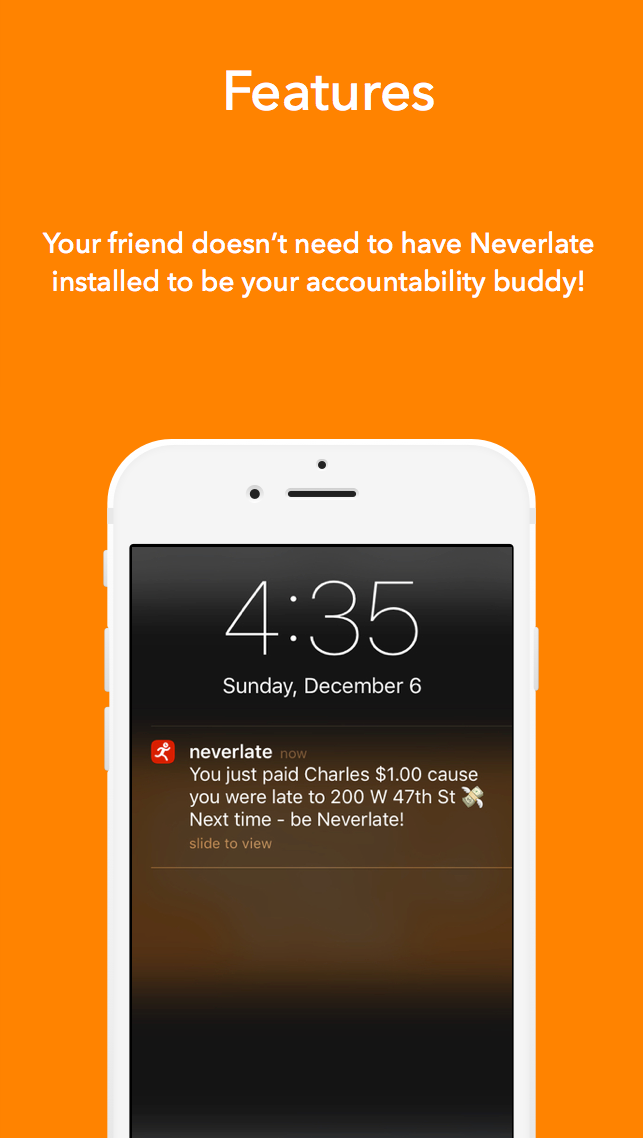 Features
Your friend doesn’t need to have Neverlate
installed to be your accountability buddy!
4:35
Sunday, December 6
neverlate now
You just paid Charles $1.00 cause
you were late to 200 W 47th St 💸
Next time - be Neverlate!
slide to view